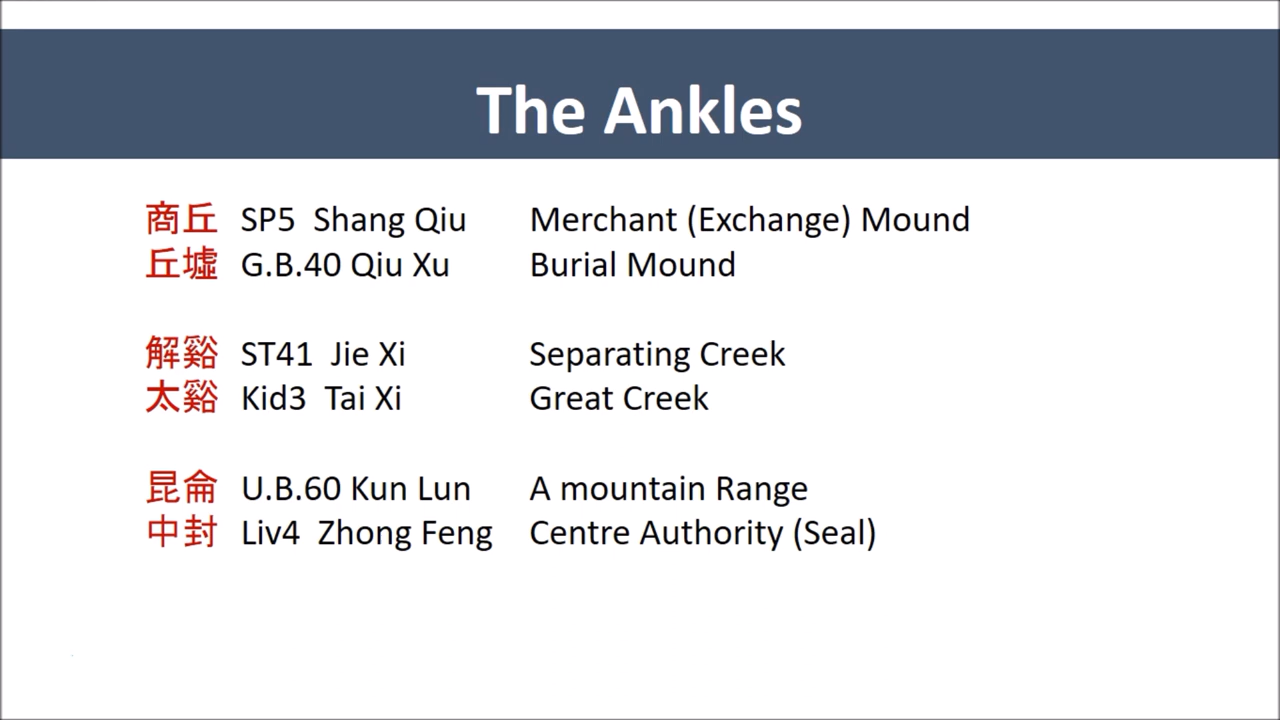 The Ankles
商丘 SP5 Shang Qiu Merchant (Exchange) Mound
丘墟 G.B.40 Qiu Xu Burial Mound
解谿 ST41 Jie Xi Separating Creek
太谿 Kid3 Tai Xi Great Creek
昆侖 U.B.60 Kun Lun A mountain Range
中封 Liv4 Zhong Feng Centre Authority (Seal)